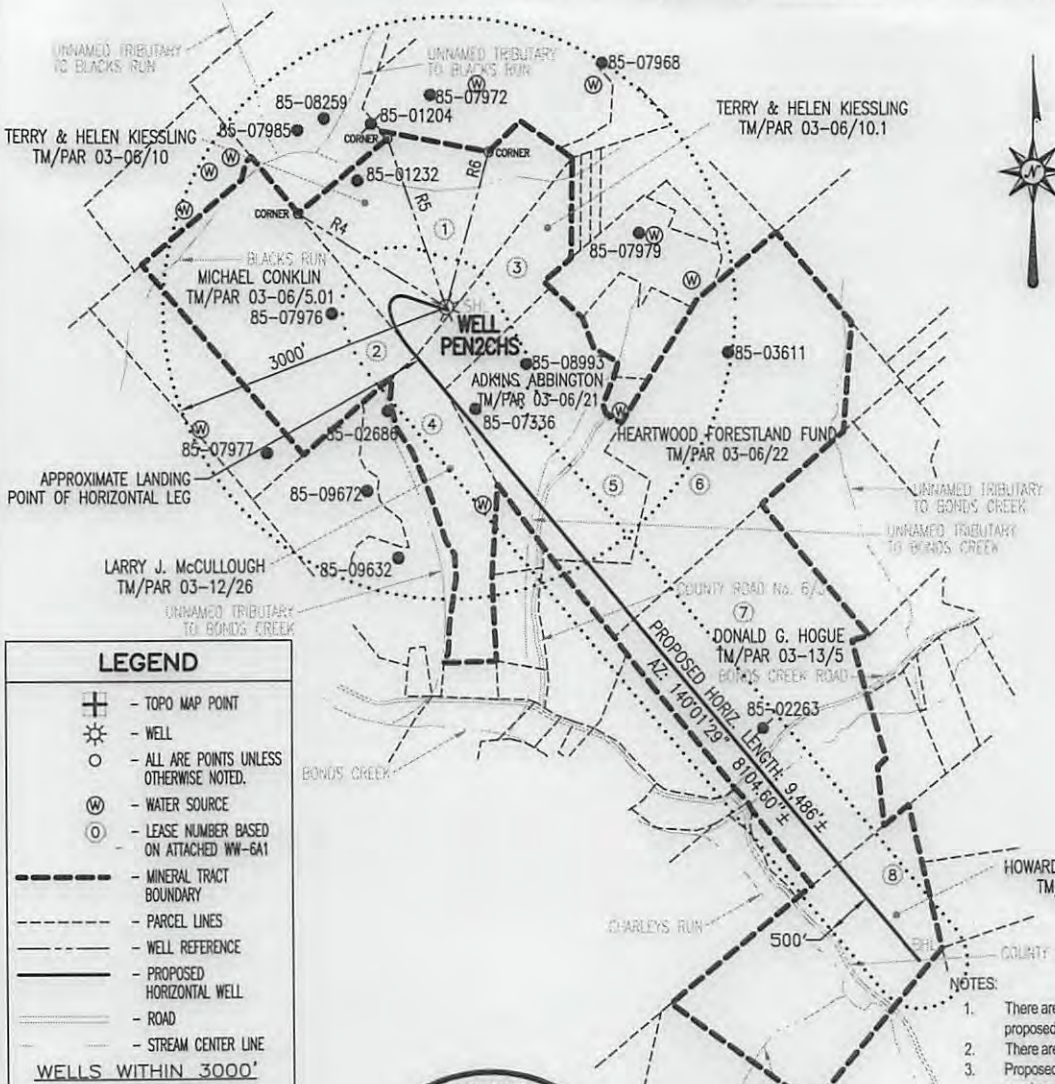 UNNAMED TRIBUTARY
TO BLACKS RUN
UNNAMED TRIBUTARY
TO BLACKS RUN
85-07968
W
W
85-07972
85-08259
85-01204
TERRY & HELEN KIESSLING
TM/PAR 03-06/10.1
TERRY & HELEN KIESSLING
TM/PAR 03-06/10
85-07985
CORNER
CORNER
W
W
85-01232
R6
R5
N
CORNER
R4
W
1
85-07979
W
BLACKS RUN
MICHAEL CONKLIN
TM/PAR 03-06/5.01
85-07976
3
W
SHL
WELL
PEN2CHS
3000'
2
85-08993
85-03611
ADKINS ABBINGTON
TM/PAR 03-06/21
85-07336
W
85-02686
4
W
85-07977
HEARTWOOD FORESTLAND FUND
TM/PAR 03-06/22
APPROXIMATE LANDING
POINT OF HORIZONTAL LEG
85-09672
W
5
6
UNNAMED TRIBUTARY
TO BONDS CREEK
UNNAMED TRIBUTARY
TO BONDS CREEK
85-09632
LARRY J. McCULLOUGH
TM/PAR 03-12/26
UNNAMED TRIBUTARY
TO BONDS CREEK
COUNTY ROAD No. 6/
7
DONALD G. HOGUE
TM/PAR 03-13/5
BONDS CREEK ROAD
85-02263
PROPOSED HORIZ. LENGTH: 9,486'±
AZ: 140°01'29" 8104.60'±
BONDS CREEK
8
HOWARD
TM
CHARLEYS RUN
500'
BHL
COUNTY
LEGEND
- TOPO MAP POINT
- WELL
- ALL ARE POINTS UNLESS
OTHERWISE NOTED.
W - WATER SOURCE
0 - LEASE NUMBER BASED
ON ATTACHED WW-6A1
- MINERAL TRACT
BOUNDARY
- PARCEL LINES
- WELL REFERENCE
- PROPOSED
HORIZONTAL WELL
- ROAD
- STREAM CENTER LINE
WELLS WITHIN 3000'
NOTES:
1. There are
proposed
2. There are
3. Proposed